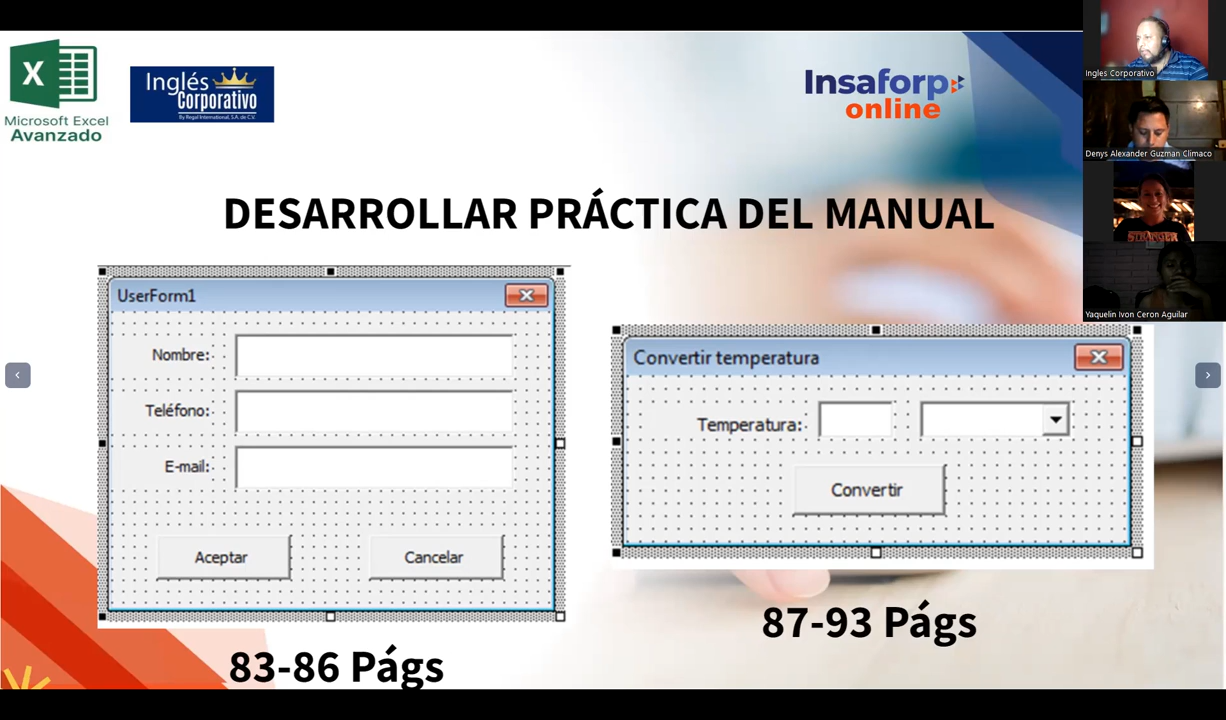 Microsoft Excel
Avanzado
Inglés
Corporativo
By Regal International, S.A. de C.V.
Insaforp
online
DESARROLLAR PRÁCTICA DEL MANUAL
UserForm1
Nombre:
Teléfono:
E-mail:
Aceptar Cancelar
83-86 Págs
Convertir temperatura
Temperatura:
Convertir
87-93 Págs
Ingles Corporativo
Denys Alexander Guzman Climaco
STRANGER
Yaquelin Ivon Ceron Aguilar